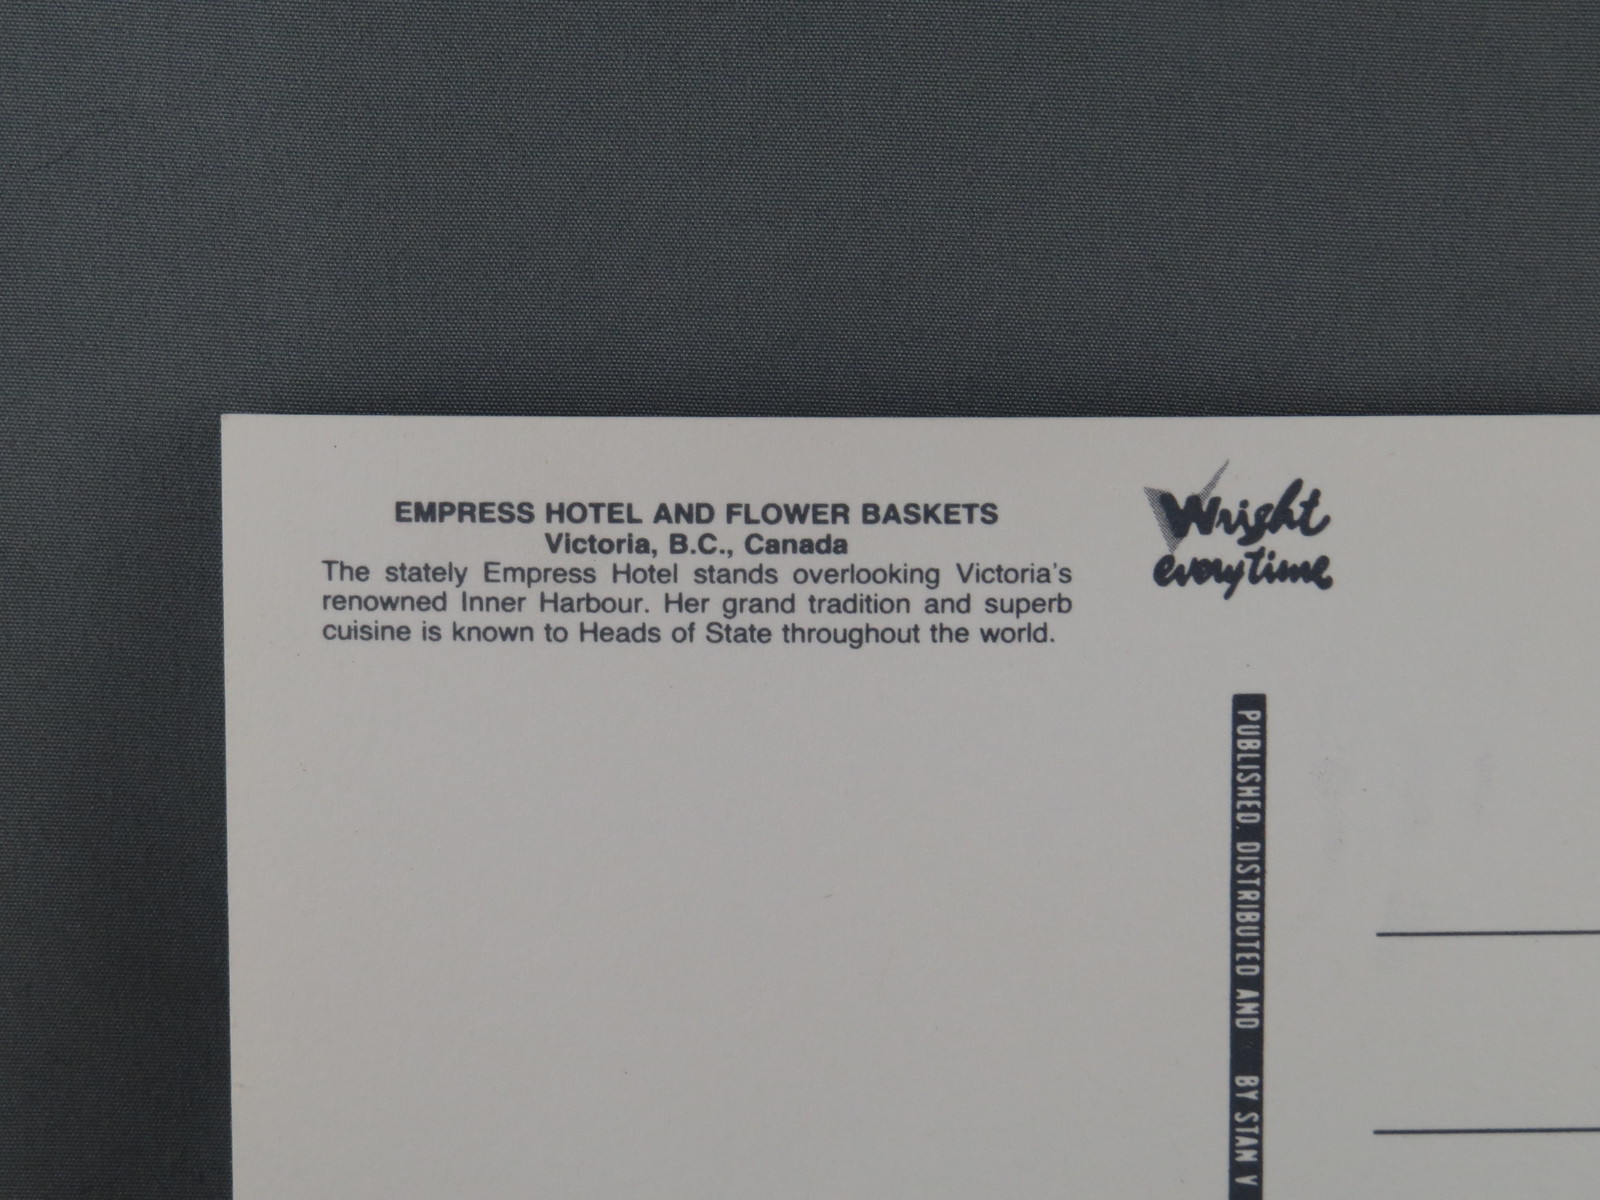 EMPRESS HOTEL AND FLOWER BASKETS
Victoria, B.C., Canada
The stately Empress Hotel stands overlooking Victoria's
renowned Inner Harbour. Her grand tradition and superb
cuisine is known to Heads of State throughout the world.
Wright
everytime
PUBLISHED, DISTRIBUTED AND BY STAN